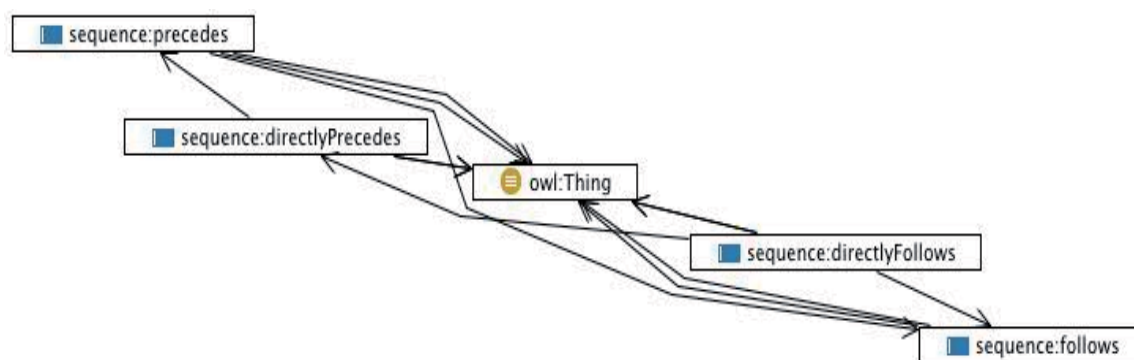 sequence:precedes
sequence:directlyPrecedes
owl:Thing
sequence:directlyFollows
sequence:follows